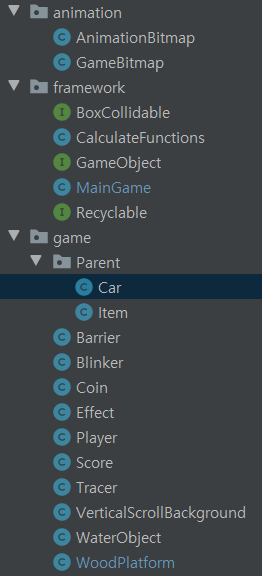 animation
C AnimationBitmap
C GameBitmap
framework
I BoxCollidable
C CalculateFunctions
I GameObject
C MainGame
I Recyclable
game
Parent
C Car
C Item
C Barrier
C Blinker
C Coin
C Effect
C Player
C Score
C Tracer
C VerticalScrollBackground
C WaterObject
C WoodPlatform